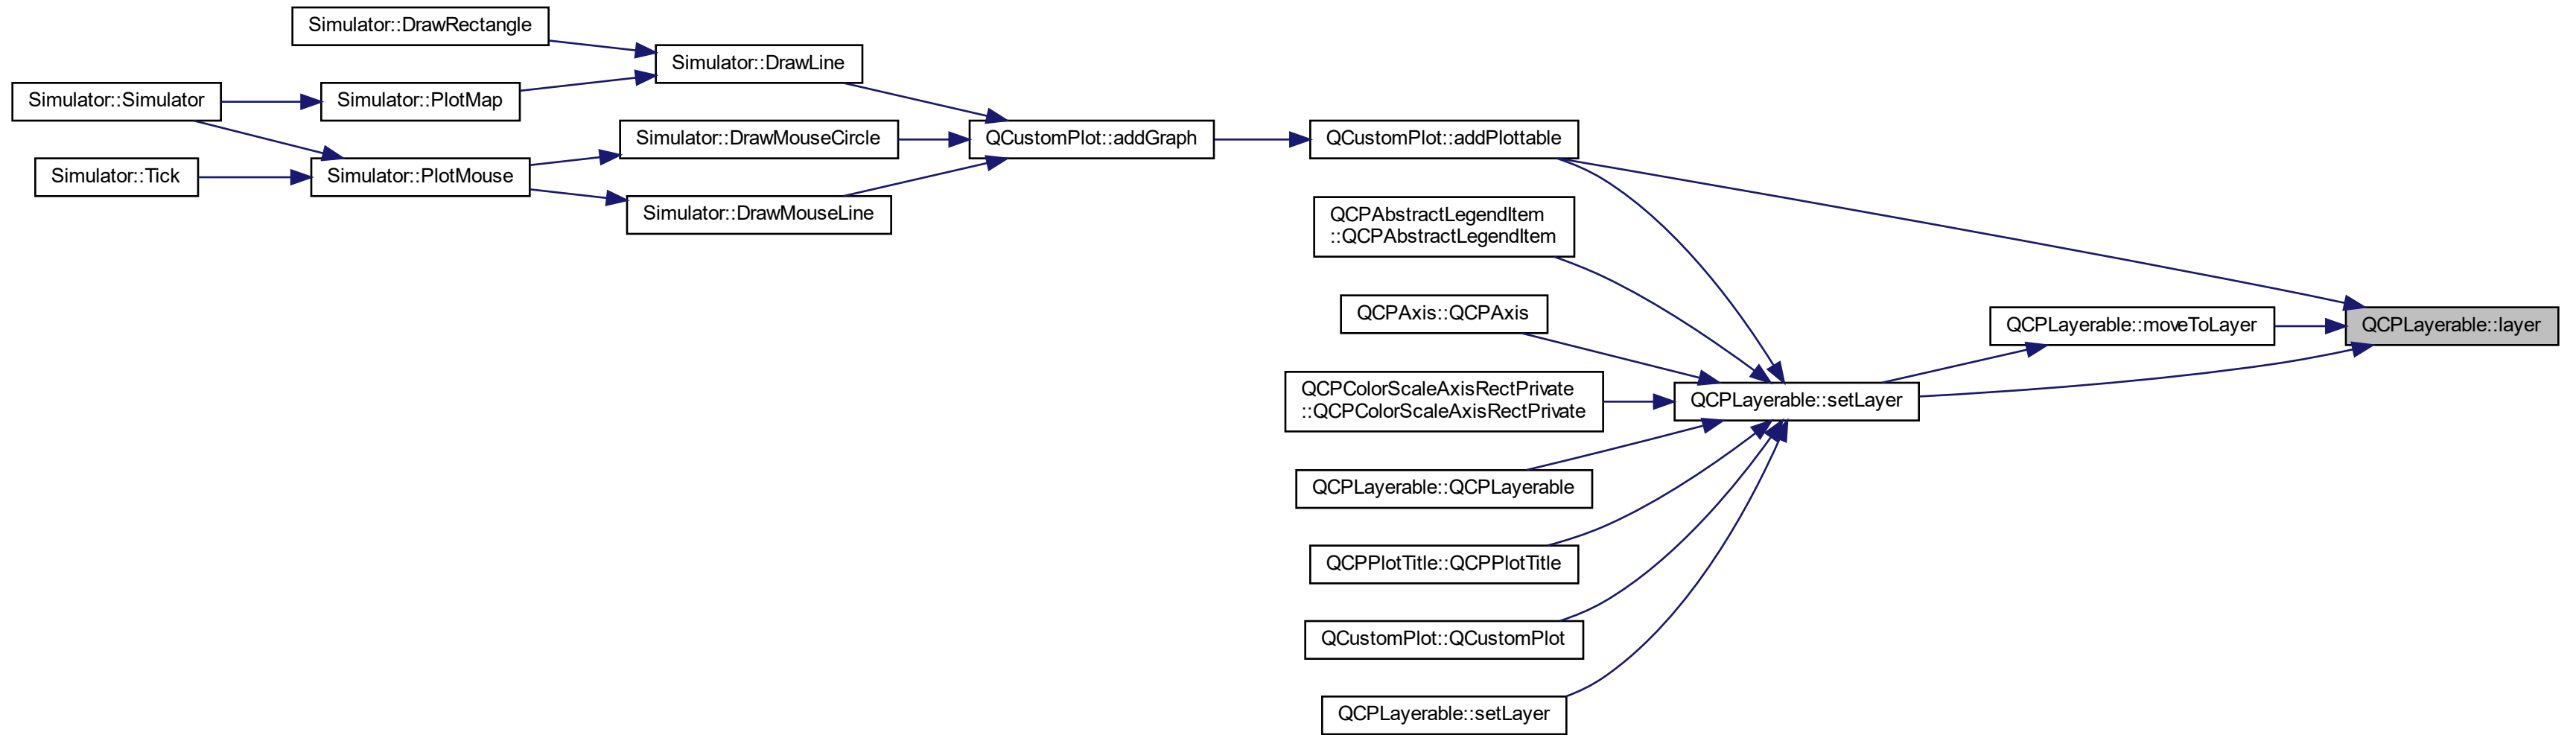 Simulator::DrawRectangle
Simulator::DrawLine
Simulator::Simulator
Simulator::PlotMap
Simulator::DrawMouseCircle
QCustomPlot::addGraph
QCustomPlot::addPlottable
Simulator::Tick
Simulator::PlotMouse
Simulator::DrawMouseLine
QCPAbstractLegendItem
::QCPAbstractLegendItem
QCPAxis::QCPAxis
QCPLayerable::moveToLayer
QCPLayerable::layer
QCPColorScaleAxisRectPrivate
::QCPColorScaleAxisRectPrivate
QCPLayerable::setLayer
QCPLayerable::QCPLayerable
QCPPlotTitle::QCPPlotTitle
QCustomPlot::QCustomPlot
QCPLayerable::setLayer